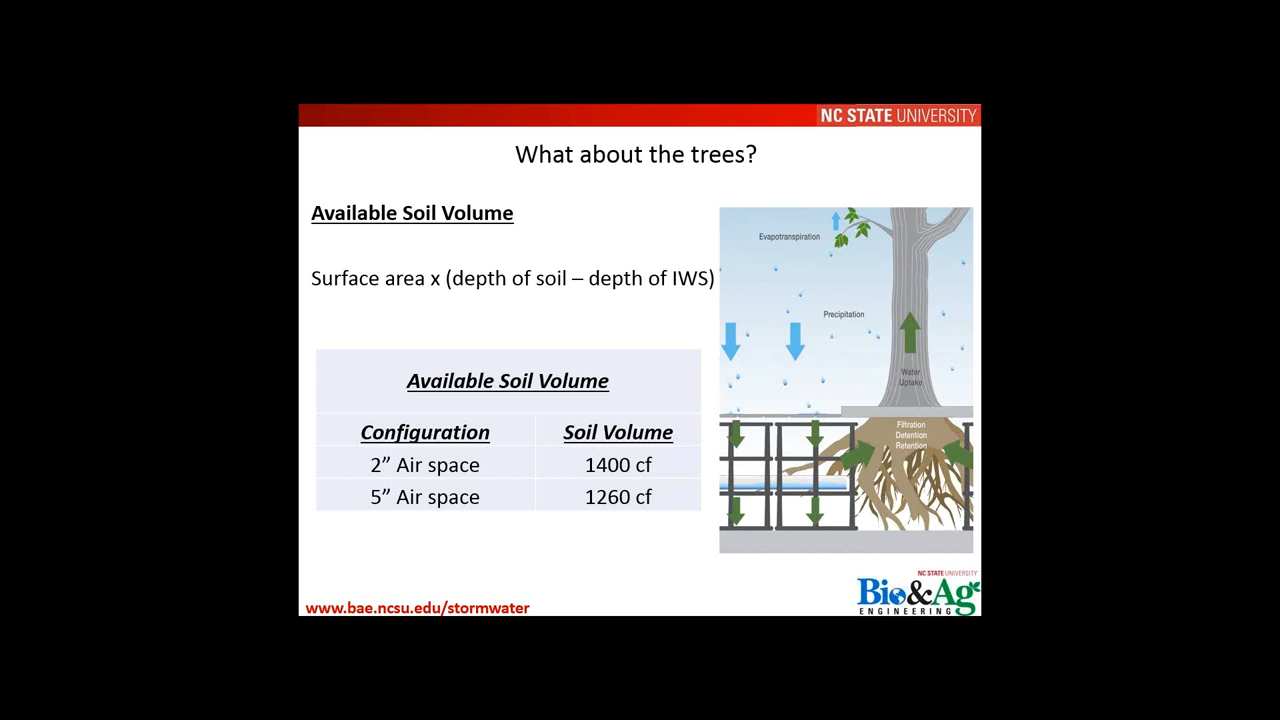 NC STATE UNIVERSITY
What about the trees?
Available Soil Volume
Surface area x (depth of soil – depth of IWS)
Available Soil Volume
Configuration Soil Volume
2” Air space 1400 cf
5” Air space 1260 cf
Evapotranspiration
Precipitation
Water
Uptake
Filtration
Detention
Retention
NC STATE UNIVERSITY
Bio&Ag
ENGINEERING
www.bae.ncsu.edu/stormwater